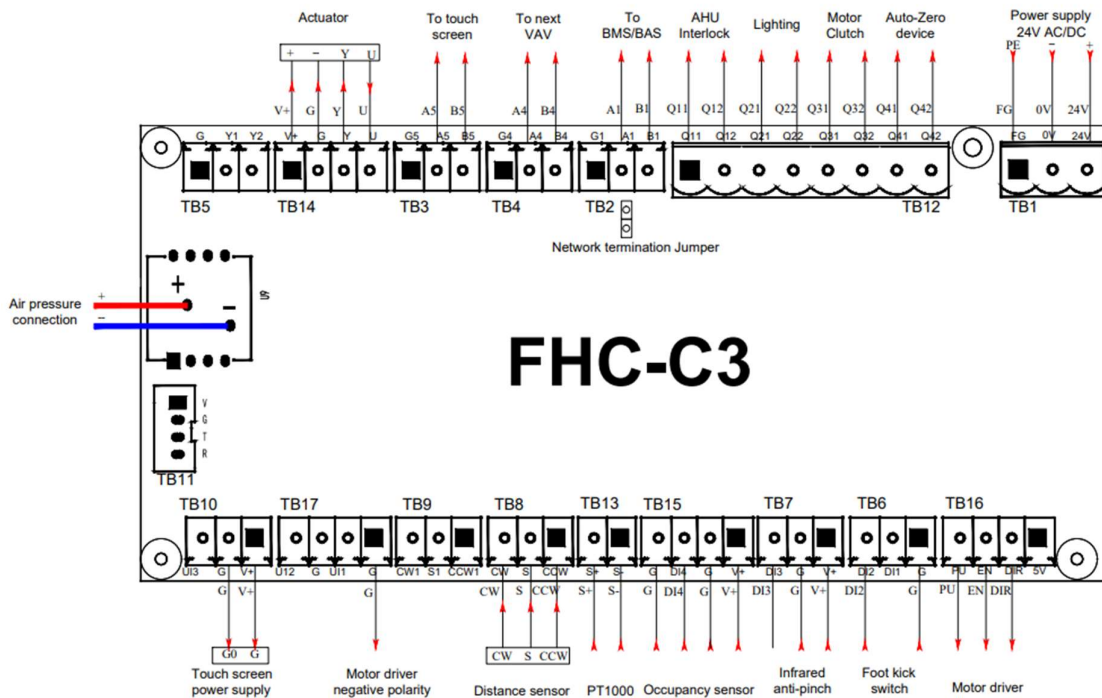 Actuator
To touch
screen
To next
VAV
To
BMS/BAS
AHU
Interlock
Lighting
Motor
Clutch
Auto-Zero
device
Power supply
24V AC/DC
+ − Y U
PE − +
V+ G Y U A5 B5 A4 B4 A1 B1 Q11 Q12 Q21 Q22 Q31 Q32 Q41 Q42 FG 0V 24V
G Y1 Y2 V+ G Y U G5 A5 B5 G4 A4 B4 G1 A1 B1 Q11 Q12 Q21 Q22 Q31 Q32 Q41 Q42 FG 0V 24V
TB5 TB14 TB3 TB4 TB2 TB12 TB1
Network termination Jumper
Air pressure
connection
+
−
+
−
U9
FHC-C3
V
G
T
R
TB11
TB10 TB17 TB9 TB8 TB13 TB15 TB7 TB6 TB16
UI3 G V+ U12 G UI1 G CW1 S1 CCW1 CW S CCW S+ S- G DI4 G V+ DI3 G V+ DI2 DI1 G PU EN DIR 5V
G V+ G CW S CCW S+ S- G DI4 G V+ DI3 G V+ DI2 G PU EN DIR
G0 G CW S CCW
Touch screen
power supply
Motor driver
negative polarity
Distance sensor
PT1000
Occupancy sensor
Infrared
anti-pinch
Foot kick
switch
Motor driver